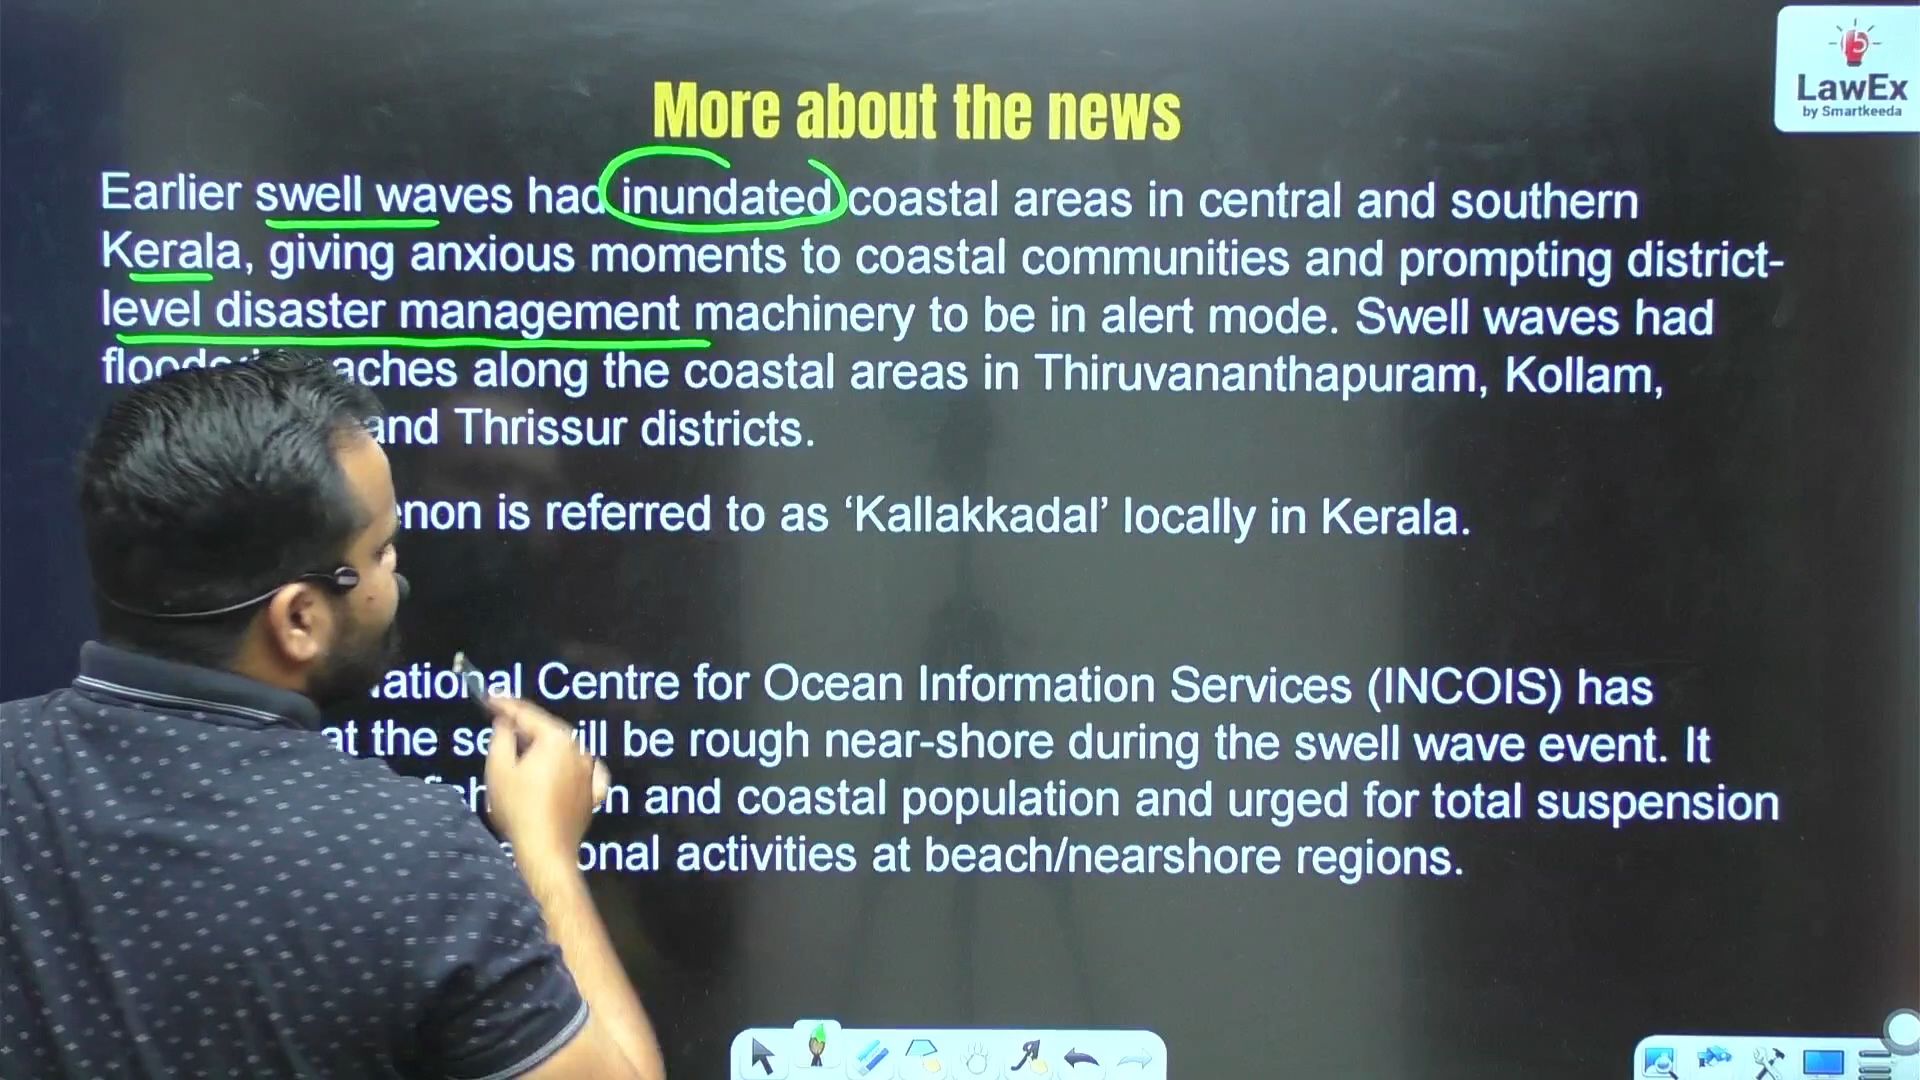 More about the news
LawEx
by Smartkeeda
Earlier swell waves had inundated coastal areas in central and southern
Kerala, giving anxious moments to coastal communities and prompting district-
level disaster management machinery to be in alert mode. Swell waves had
along the coastal areas in Thiruvananthapuram, Kollam,
and Thrissur districts.
is referred to as ‘Kallakkadal’ locally in Kerala.
Centre for Ocean Information Services (INCOIS) has
the be rough near-shore during the swell wave event. It
and coastal population and urged for total suspension
activities at beach/nearshore regions.